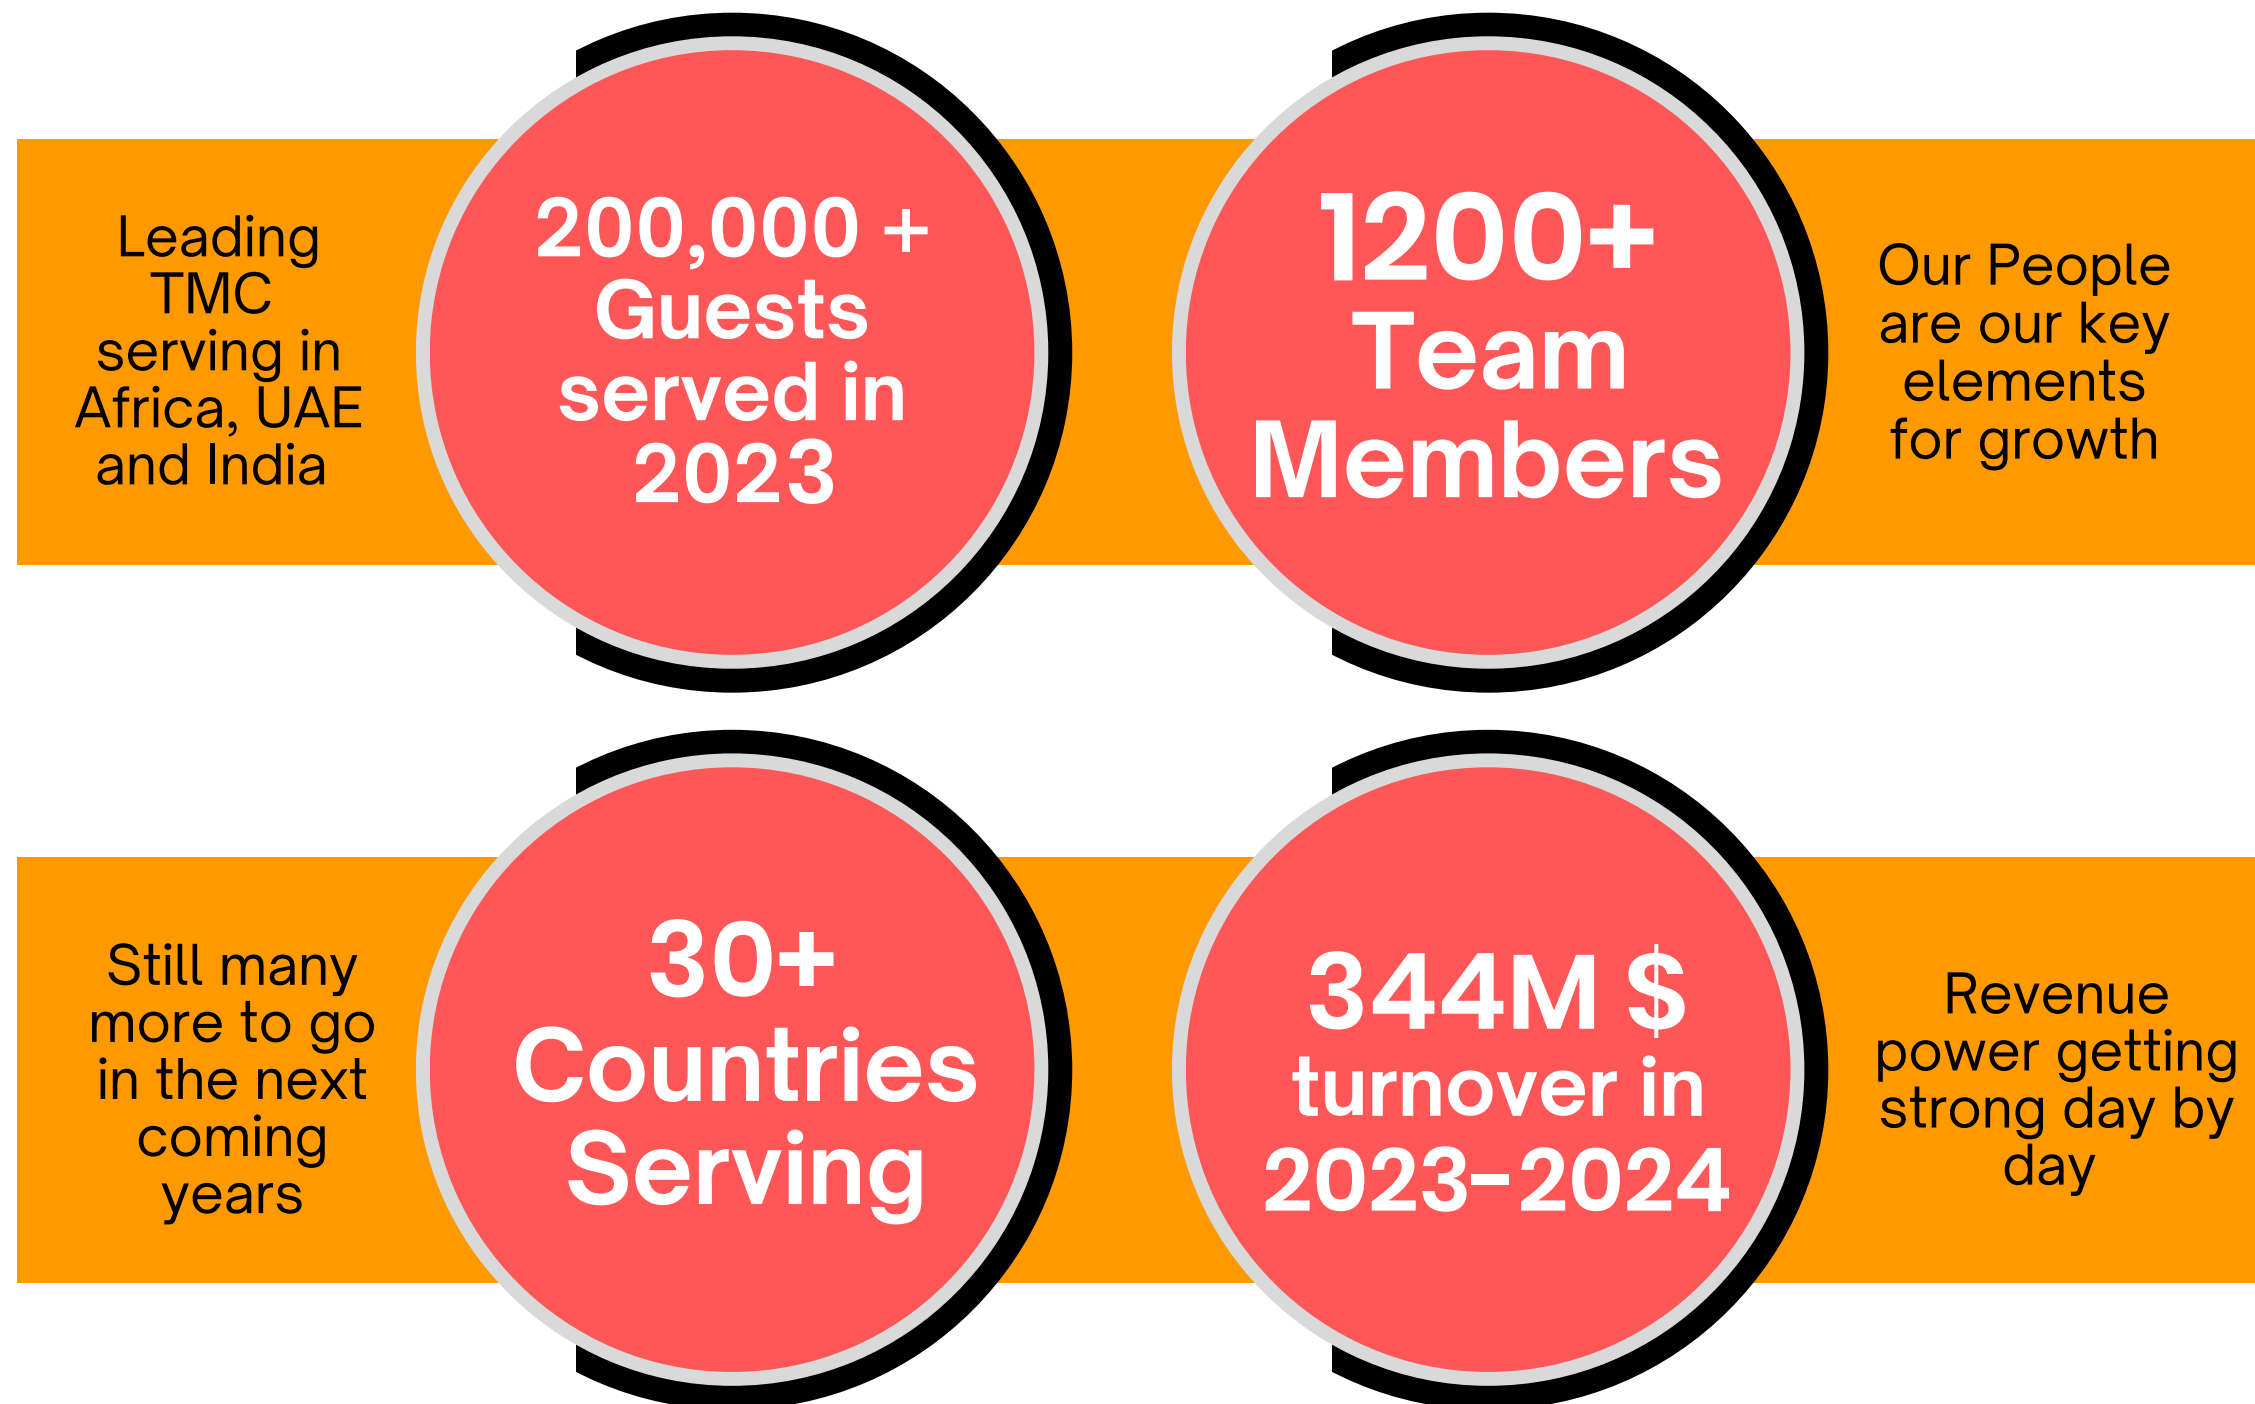 Leading
TMC
serving in
Africa, UAE
and India
200,000 +
Guests
served in
2023
1200+
Team
Members
Our People
are our key
elements
for growth
Still many
more to go
in the next
coming
years
30+
Countries
Serving
344M $
turnover in
2023-2024
Revenue
power getting
strong day by
day